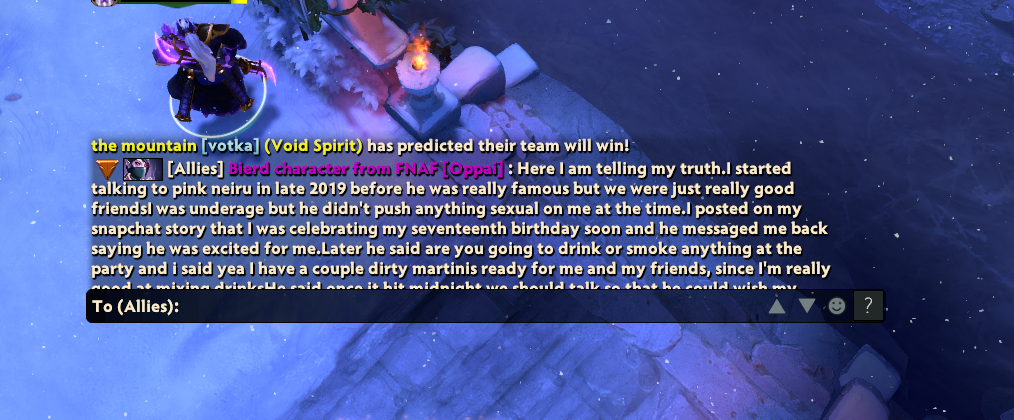 the mountain [votka] (Void Spirit) has predicted their team will win!
[Allies] Bierd character from FNAF [Oppai] : Here I am telling my truth.I started
talking to pink neiru in late 2019 before he was really famous but we were just really good
friendsI was underage but he didn't push anything sexual on me at the time.I posted on my
snapchat story that I was celebrating my seventeenth birthday soon and he messaged me back
saying he was excited for me.Later he said are you going to drink or smoke anything at the
party and i said yea I have a couple dirty martinis ready for me and my friends, since I'm really
good at mixing drinksHe said once it hit midnight we should talk so that he could wish my
To (Allies):
?